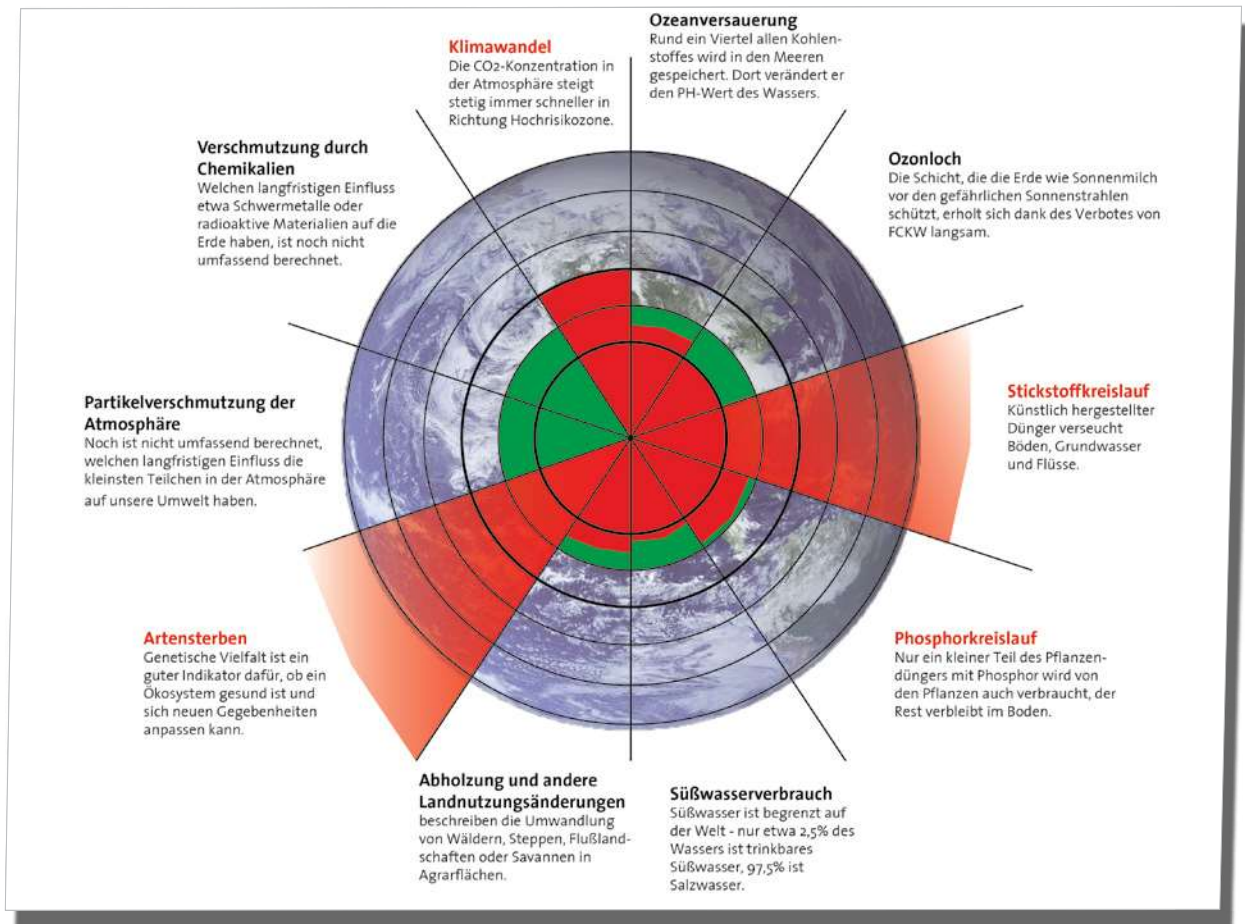 Ozeanversauerung
Rund ein Viertel allen Kohlen-
stoffes wird in den Meeren
gespeichert. Dort verändert er
den PH-Wert des Wassers.
Klimawandel
Die CO2-Konzentration in
der Atmosphäre steigt
stetig immer schneller in
Richtung Hochrisikozone.
Verschmutzung durch
Chemikalien
Welchen langfristigen Einfluss
etwa Schwermetalle oder
radioaktive Materialien auf die
Erde haben, ist noch nicht
umfassend berechnet.
Ozonloch
Die Schicht, die die Erde wie Sonnenmilch
vor den gefährlichen Sonnenstrahlen
schützt, erholt sich dank des Verbotes von
FCKW langsam.
Partikelverschmutzung der
Atmosphäre
Noch ist nicht umfassend berechnet,
welchen langfristigen Einfluss die
kleinsten Teilchen in der Atmosphäre
auf unsere Umwelt haben.
Stickstoffkreislauf
Künstlich hergestellter
Dünger verseucht
Böden, Grundwasser
und Flüsse.
Artensterben
Genetische Vielfalt ist ein
guter Indikator dafür, ob ein
Ökosystem gesund ist und
sich neuen Gegebenheiten
anpassen kann.
Phosphorkreislauf
Nur ein kleiner Teil des Pflanzen-
düngers mit Phosphor wird von
den Pflanzen auch verbraucht, der
Rest verbleibt im Boden.
Abholzung und andere
Landnutzungsänderungen
beschreiben die Umwandlung
von Wäldern, Steppen, Flußland-
schaften oder Savannen in
Agrarflächen.
Süßwasserverbrauch
Süßwasser ist begrenzt auf
der Welt - nur etwa 2,5% des
Wassers ist trinkbares
Süßwasser, 97,5% ist
Salzwasser.